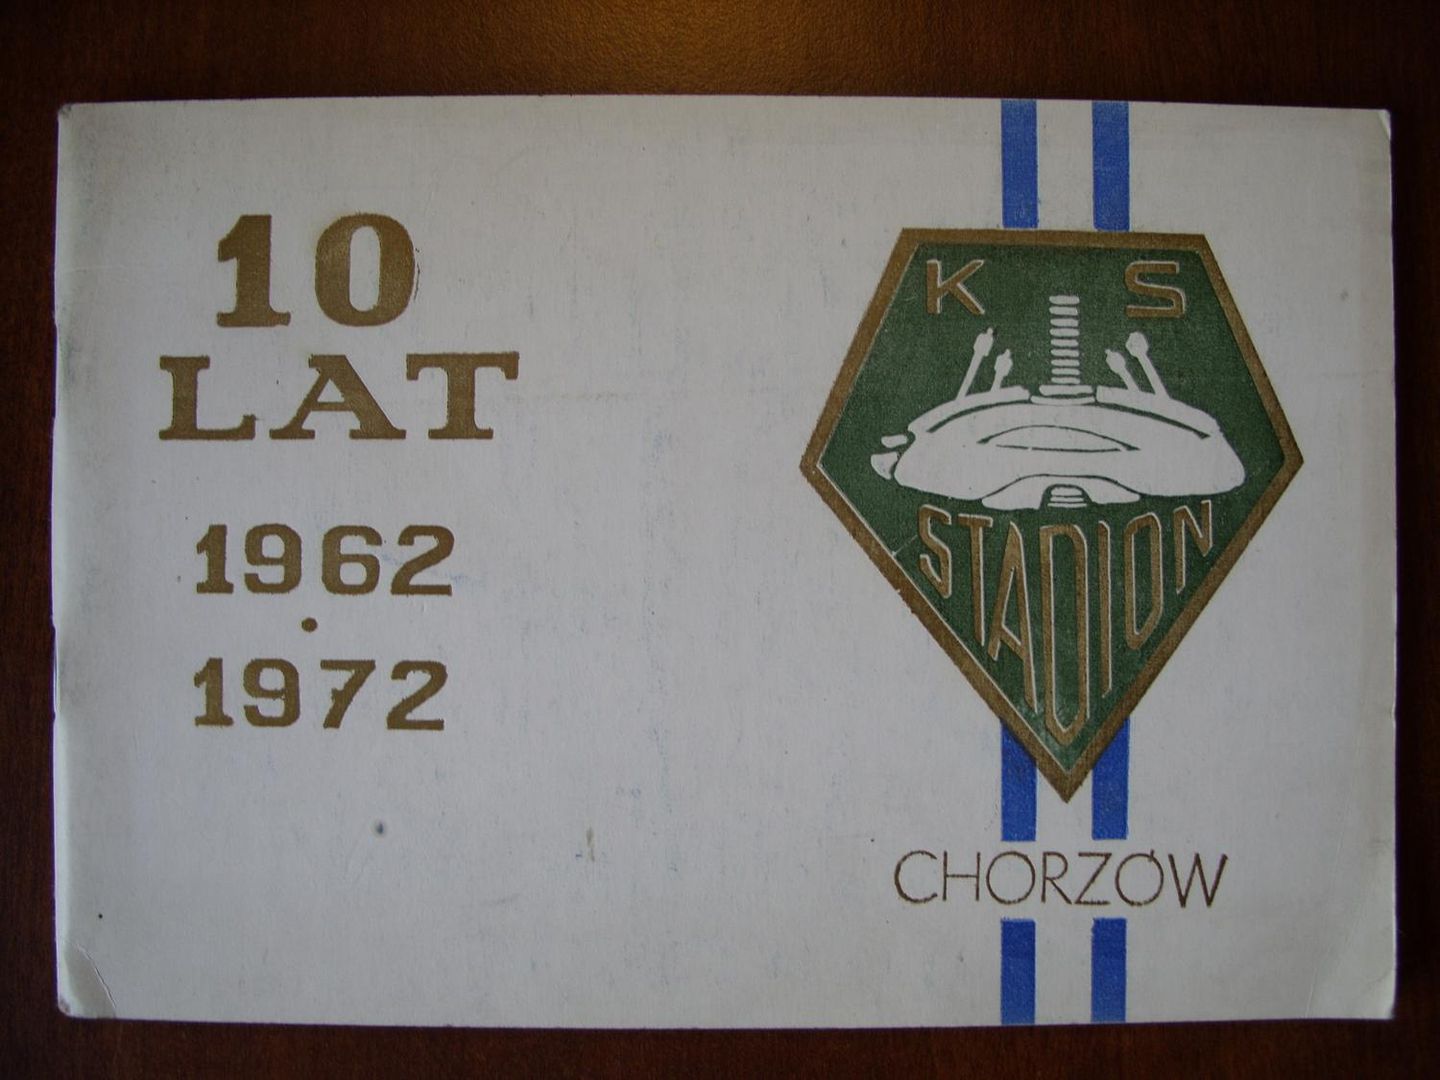 10
LAT
1962
·
1972
K S
STADION
CHORZÓW